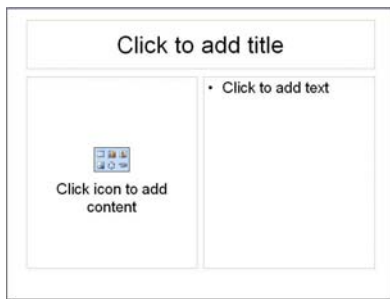 Click to add title
Click icon to add
content
• Click to add text